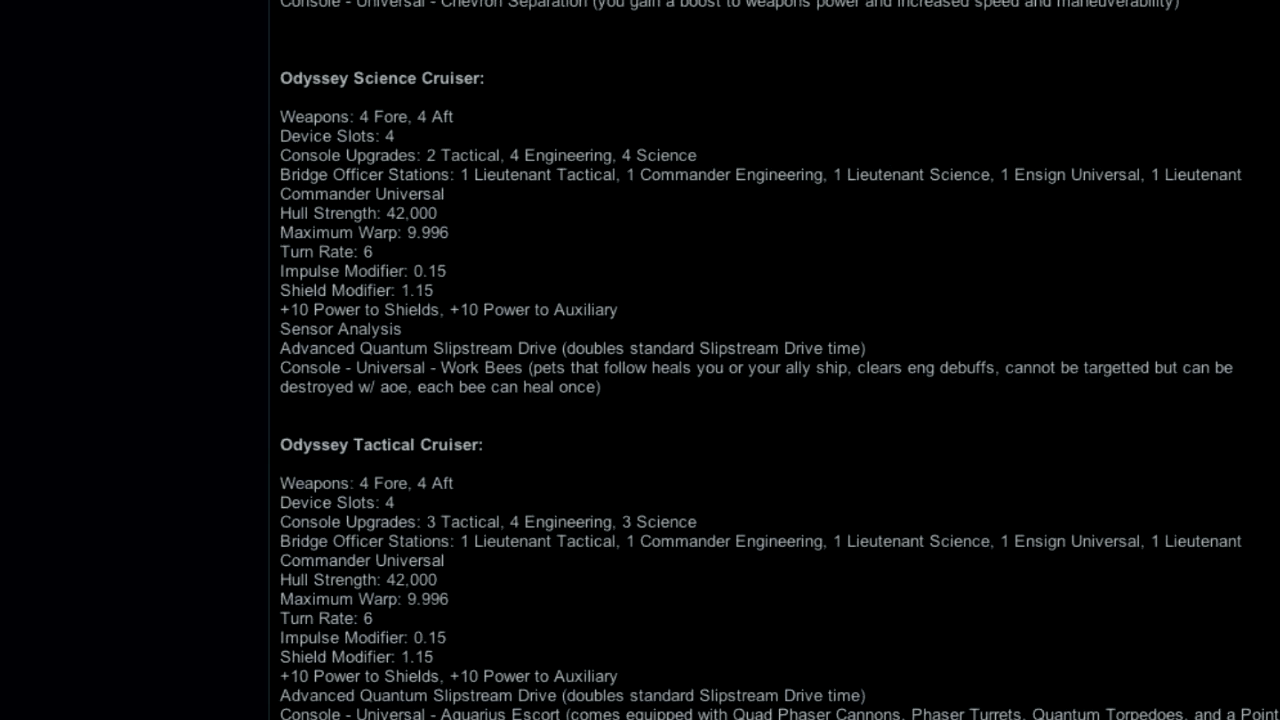 Console - Universal - Chevron Separation (you gain a boost to weapons power and increased speed and maneuverability)
Odyssey Science Cruiser:
Weapons: 4 Fore, 4 Aft
Device Slots: 4
Console Upgrades: 2 Tactical, 4 Engineering, 4 Science
Bridge Officer Stations: 1 Lieutenant Tactical, 1 Commander Engineering, 1 Lieutenant Science, 1 Ensign Universal, 1 Lieutenant
Commander Universal
Hull Strength: 42,000
Maximum Warp: 9.996
Turn Rate: 6
Impulse Modifier: 0.15
Shield Modifier: 1.15
+10 Power to Shields, +10 Power to Auxiliary
Sensor Analysis
Advanced Quantum Slipstream Drive (doubles standard Slipstream Drive time)
Console - Universal - Work Bees (pets that follow heals you or your ally ship, clears eng debuffs, cannot be targetted but can be
destroyed w/ aoe, each bee can heal once)
Odyssey Tactical Cruiser:
Weapons: 4 Fore, 4 Aft
Device Slots: 4
Console Upgrades: 3 Tactical, 4 Engineering, 3 Science
Bridge Officer Stations: 1 Lieutenant Tactical, 1 Commander Engineering, 1 Lieutenant Science, 1 Ensign Universal, 1 Lieutenant
Commander Universal
Hull Strength: 42,000
Maximum Warp: 9.996
Turn Rate: 6
Impulse Modifier: 0.15
Shield Modifier: 1.15
+10 Power to Shields, +10 Power to Auxiliary
Advanced Quantum Slipstream Drive (doubles standard Slipstream Drive time)
Console - Universal - Aquarius Escort (comes equipped with Quad Phaser Cannons, Phaser Turrets, Quantum Torpedoes, and a Point